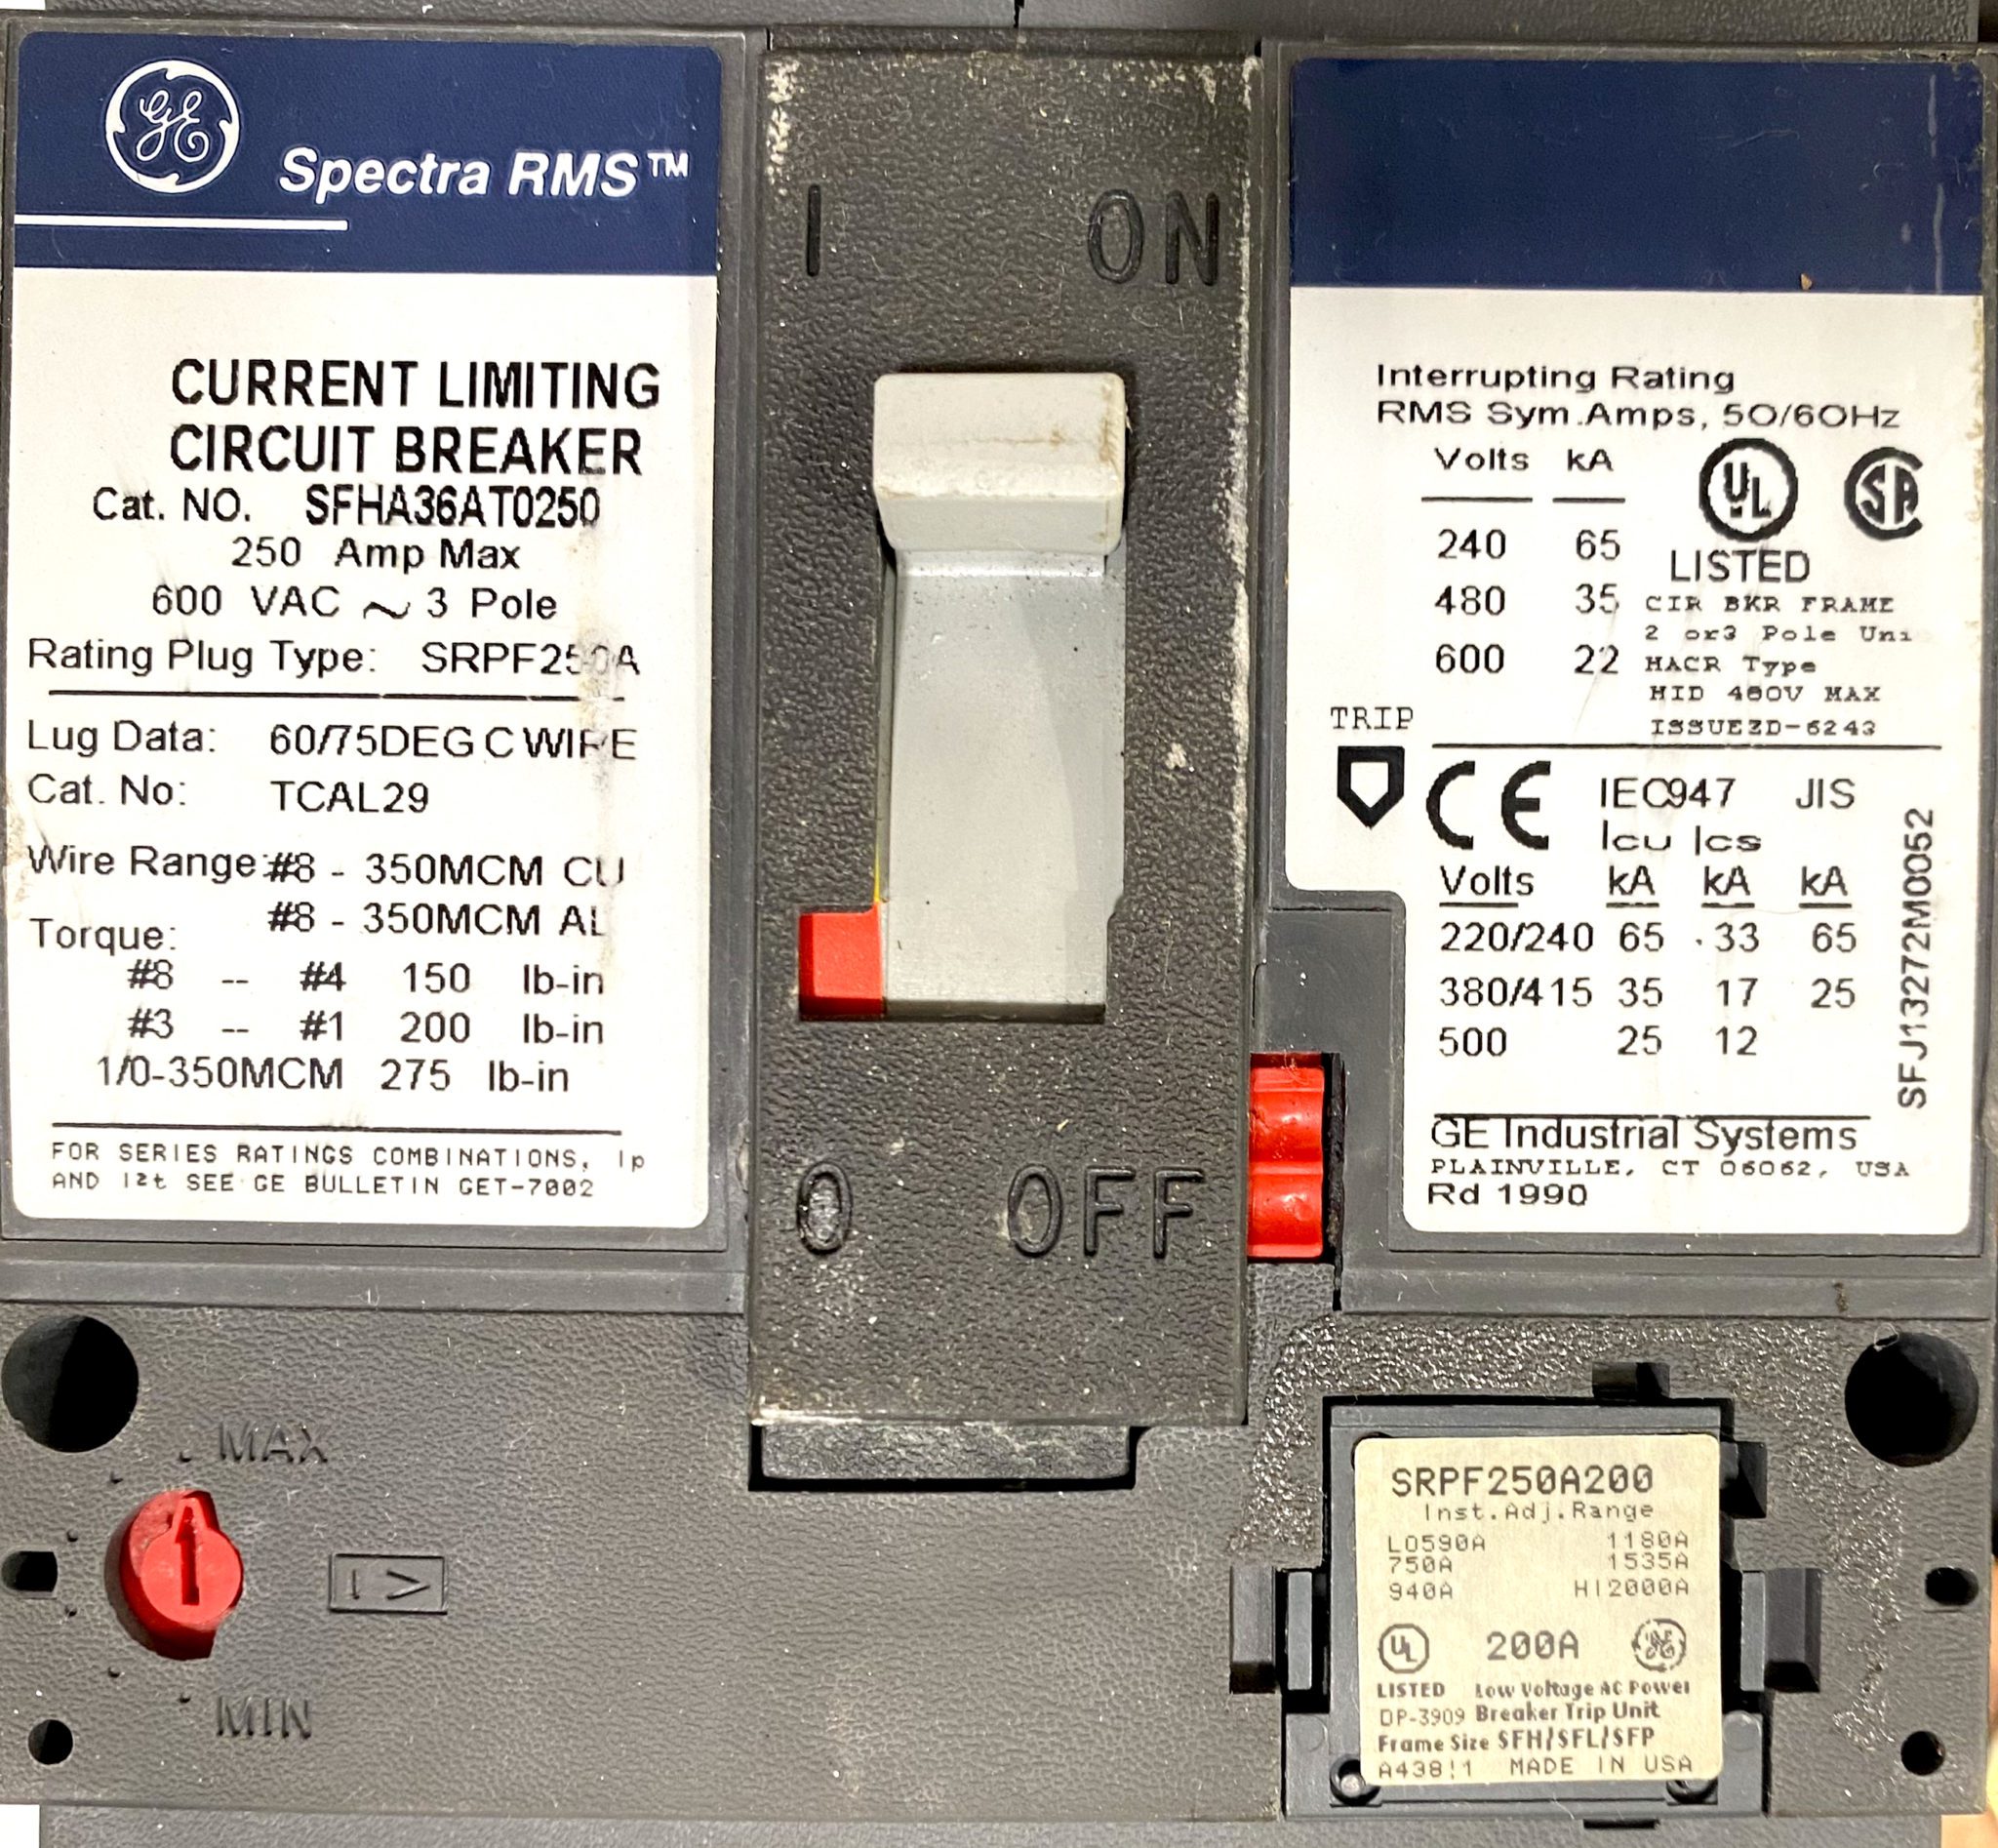 GE
Spectra RMS™
CURRENT LIMITING
CIRCUIT BREAKER
Cat. NO. SFHA36AT0250
250 Amp Max
600 VAC ~ 3 Pole
Rating Plug Type: SRPF250A
Lug Data: 60/75DEG C WIRE
Cat. No: TCAL29
Wire Range: #8 - 350MCM CU
#8 - 350MCM AL
Torque:
#8 -- #4 150 lb-in
#3 -- #1 200 lb-in
1/0-350MCM 275 lb-in
FOR SERIES RATINGS COMBINATIONS, Ip
AND I2t SEE GE BULLETIN GET-7002
I ON
O OFF
Interrupting Rating
RMS Sym.Amps, 50/60Hz
Volts kA
240 65
480 35
600 22
UL SA
LISTED
CIR BKR FRAME
2 or3 Pole Uni
HACR Type
HID 480V MAX
TRIP
CE IEC947 JIS
Icu Ics
Volts kA kA kA
220/240 65 33 65
380/415 35 17 25
500 25 12
SFJ13272M0052
GE Industrial Systems
PLAINVILLE, CT 06062, USA
Rd 1990
MAX
I >
MIN
SRPF250A200
Inst.Adj.Range
LO590A 1180A
750A 1535A
940A HI2000A
UL 200A GE
LISTED Low Voltage AC Power
DP-3909 Breaker Trip Unit
Frame Size SFH/SFL/SFP
MADE IN USA